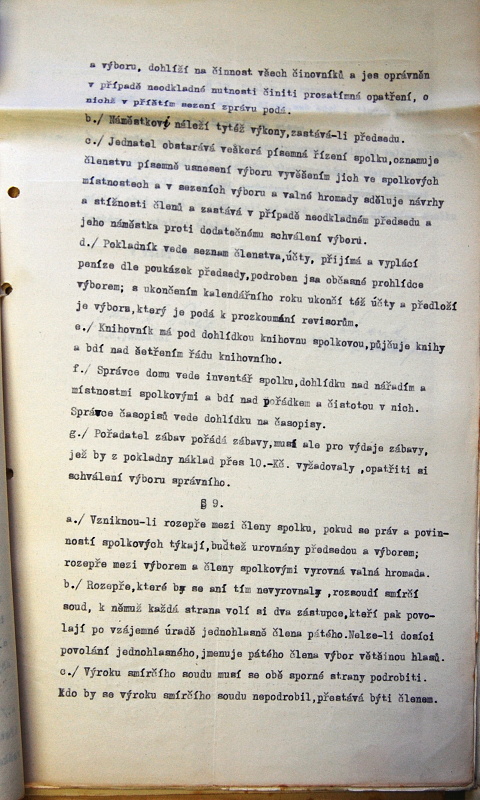 a výboru, dohlíží na činnost všech činovníků a jes oprávněn
v případě neodkladné nutnosti činiti prozatímná opatření, o
nichž v příštím sezení zprávu podá.
b./ Náměstkový náleží tytéž výkony,zastává-li předsedu.
c./ Jednatel obstarává veškerá písemná řízení spolku,oznamuje
členstvu písemně usnesení výboru vyvěšením jich ve spolkových
místnostech a v sezeních výboru a valné hromady sděluje návrhy
a stížnosti členů a zastává v případě neodkladném předsedu a
jeho náměstka proti dodatečnému schválení výboru.
d./ Pokladník vede seznam členstva,účty, přijímá a vyplácí
peníze dle poukázek předsedy,podroben jsa občasné prohlídce
výborem; s ukončením kalendářního roku ukončí též účty a předloží
je výboru,který je podá k prozkoumání revisorům.
e./ Knihovník má pod dohlídkou knihovnu spolkovou,půjčuje knihy
a bdí nad šetřením řádu knihovního.
f./ Správce domu vede inventář spolku,dohlídku nad nářadím a
místnostmi spolkovými a bdí nad pořádkem a čistotou v nich.
Správce časopisů vede dohlídku na časopisy.
g./ Pořadatel zábav pořádá zábavy,musí ale pro výdaje zábavy,
jež by z pokladny náklad přes 10.-Kč. vyžadovaly ,opatřiti si
schválení výboru správního.
§ 9.
a./ Vzniknou-li rozepře mezi členy spolku, pokud se práv a povin-
ností spolkových týkají,buďtež urovnány předsedou a výborem;
rozepře mezi výborem a členy spolkovými vyrovná valná hromada.
b./ Rozepře,které by se ani tím nevyrovnaly ,rozsoudí smírčí
soud, k němuž každá strana volí si dva zástupce,kteří pak povo-
lají po vzájemné úradě jednohlasně člena pátého.Nelze-li dosíci
povolání jednohlasného,jmenuje pátého člena výbor většinou hlasů.
c./ Výroku smírčího soudu musí se obě sporné strany podrobiti.
Kdo by se výroku smírčího soudu nepodrobil,přestává býti členem.